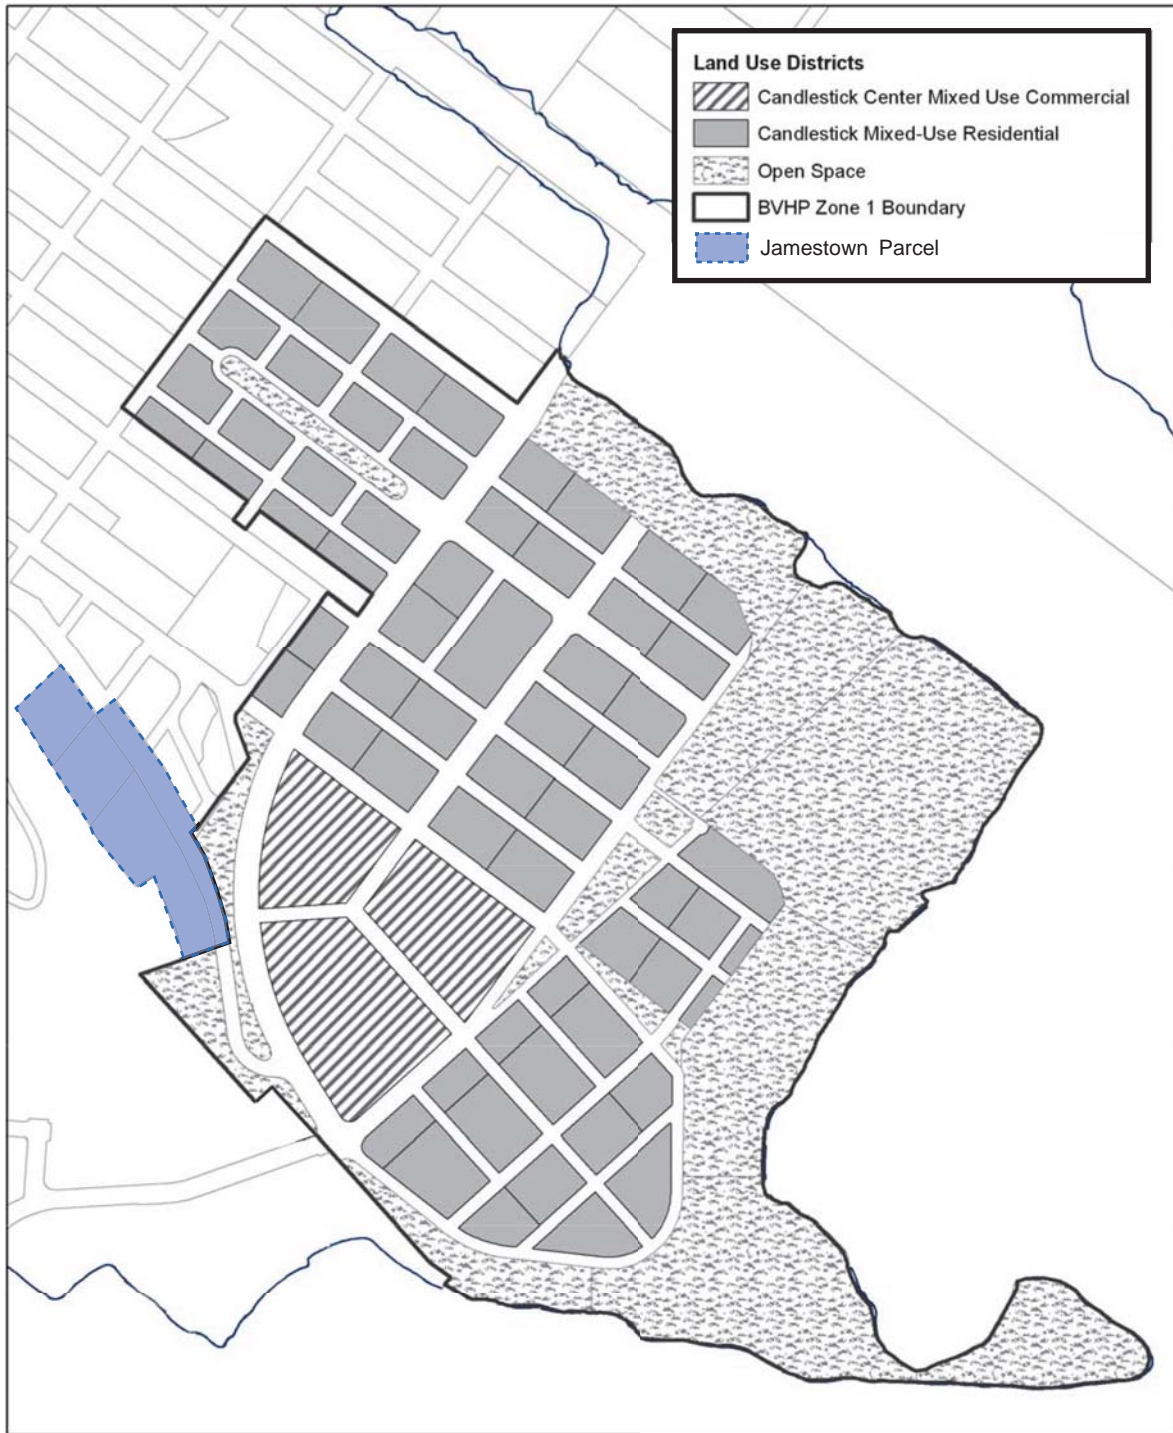 Land Use Districts
Candlestick Center Mixed Use Commercial
Candlestick Mixed-Use Residential
Open Space
BVHP Zone 1 Boundary
Jamestown Parcel